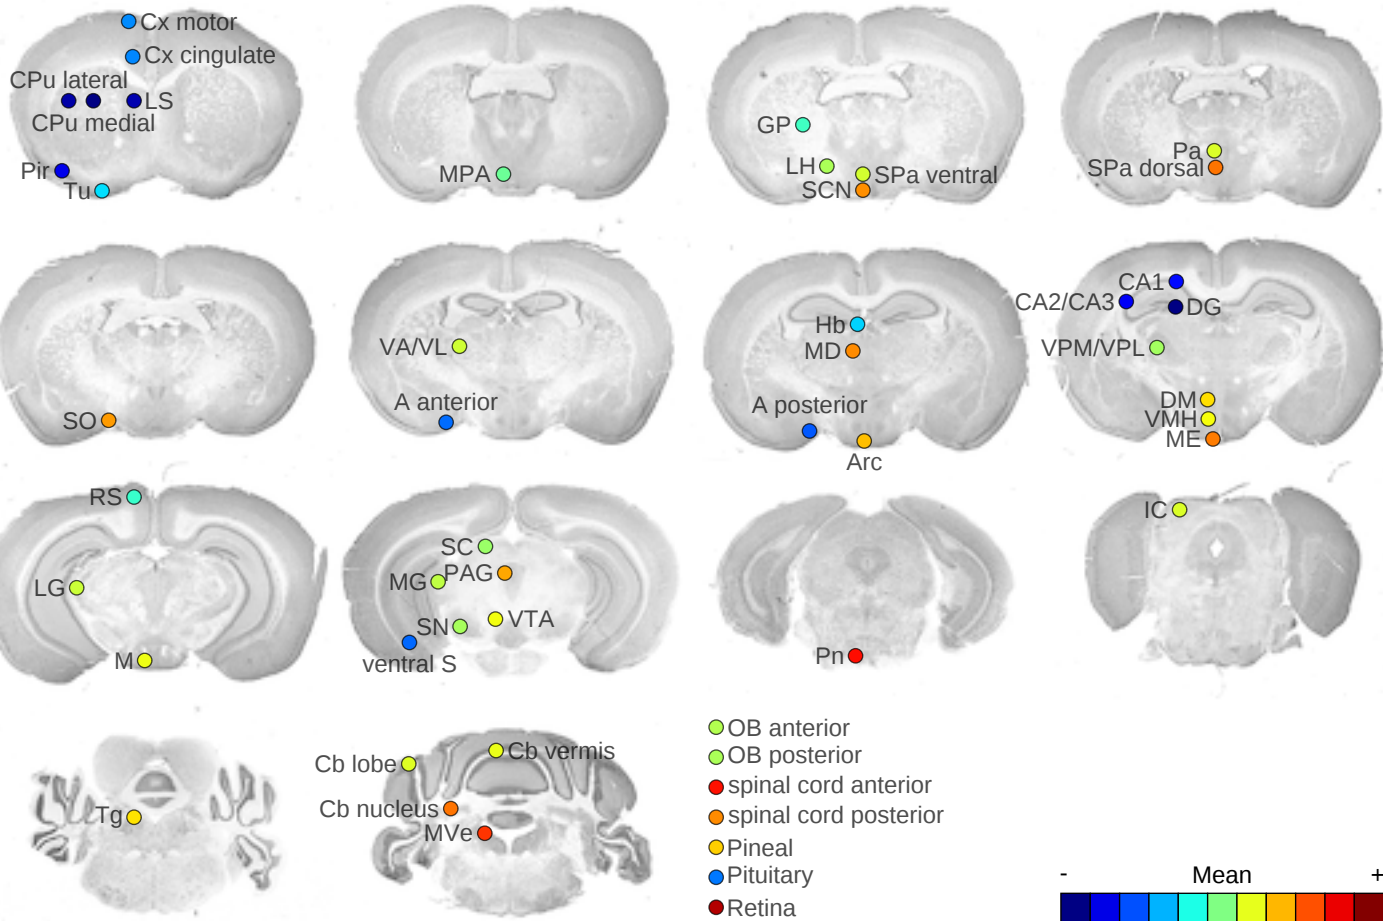 Cx motor
Cx cingulate
CPu lateral
LS
CPu medial
Pir
Tu
MPA
GP
LH
SPa ventral
SCN
Pa
SPa dorsal
SO
VA/VL
A anterior
Hb
MD
A posterior
Arc
CA1
CA2/CA3
DG
VPM/VPL
DM
VMH
ME
RS
LG
M
SC
PAG
MG
VTA
SN
ventral S
Pn
IC
Tg
Cb lobe
Cb vermis
Cb nucleus
MVe
OB anterior
OB posterior
spinal cord anterior
spinal cord posterior
Pineal
Pituitary
Retina
- Mean +